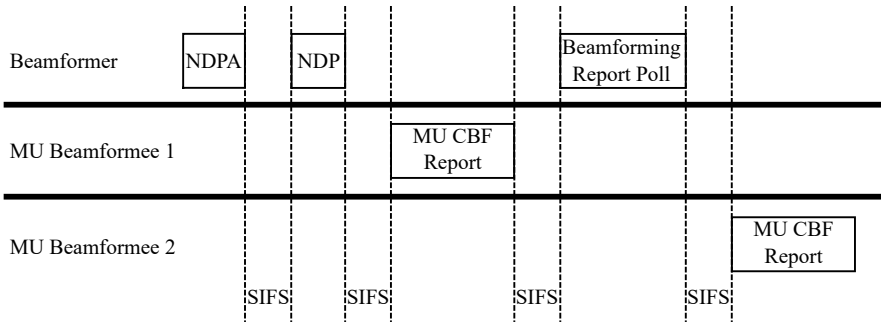 Beamformer
NDPA
NDP
Beamforming
Report Poll
MU Beamformee 1
MU CBF
Report
MU Beamformee 2
MU CBF
Report
SIFS
SIFS
SIFS
SIFS